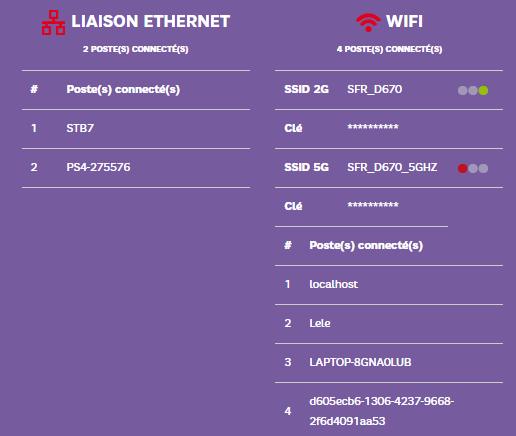 LIAISON ETHERNET
2 POSTE(S) CONNECTÉ(S)
# Poste(s) connecté(s)
1 STB7
2 PS4-275576
WIFI
4 POSTE(S) CONNECTÉ(S)
SSID 2G SFR_D670
Clé **********
SSID 5G SFR_D670_5GHZ
Clé **********
# Poste(s) connecté(s)
1 localhost
2 Lele
3 LAPTOP-8GNA0LUB
4 d605ecb6-1306-4237-9668-
2f6d4091aa53